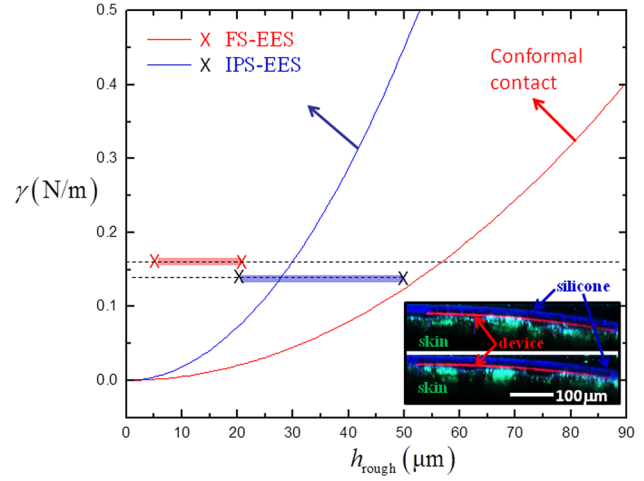 X FS-EES
X IPS-EES
Conformal
contact
γ (N/m)
0.5
0.4
0.3
0.2
0.1
0.0
X X
X X
silicone
device
skin
skin
100μm
0 10 20 30 40 50 60 70 80 90
h_rough (μm)